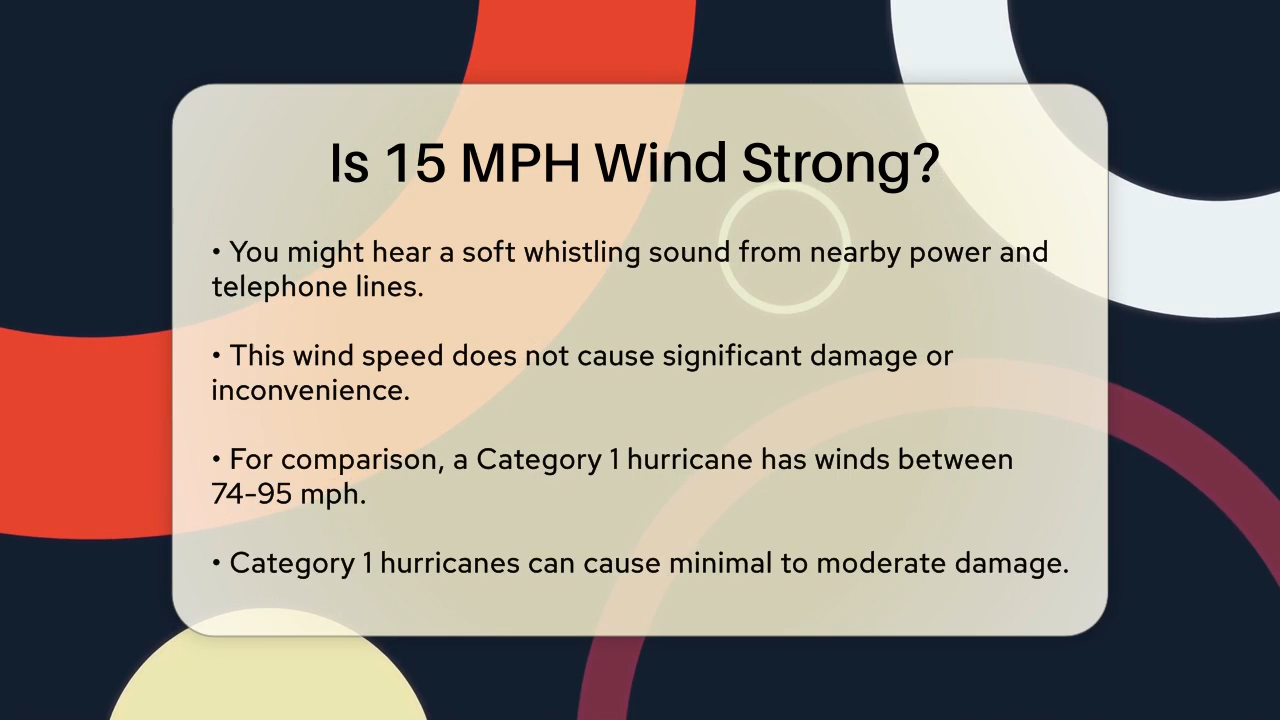 Is 15 MPH Wind Strong?
• You might hear a soft whistling sound from nearby power and
telephone lines.
• This wind speed does not cause significant damage or
inconvenience.
• For comparison, a Category 1 hurricane has winds between
74-95 mph.
• Category 1 hurricanes can cause minimal to moderate damage.